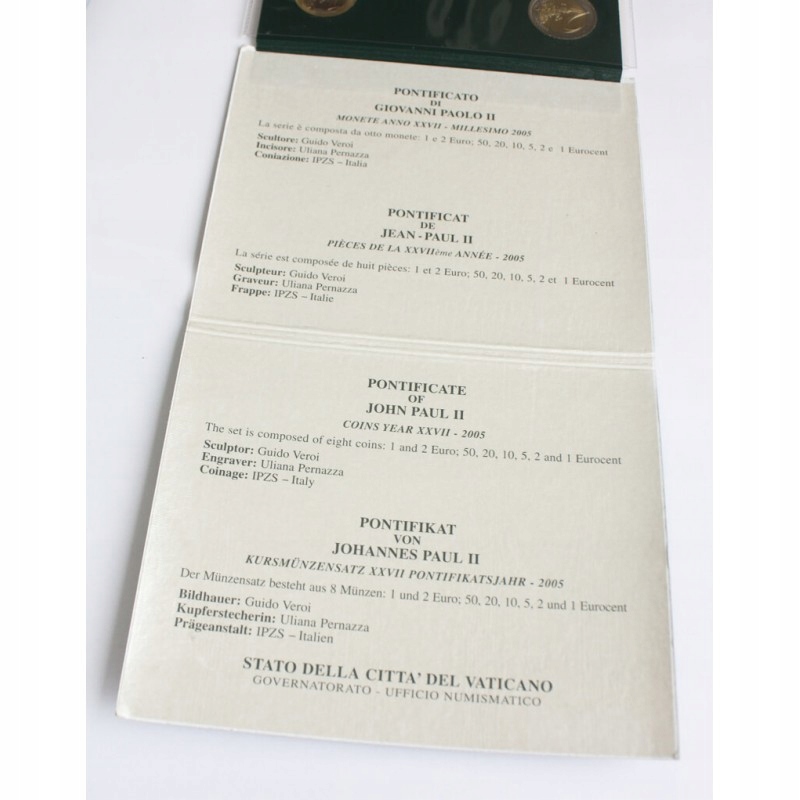 PONTIFICATO
DI
GIOVANNI PAOLO II
MONETE ANNO XXVII - MILLESIMO 2005
La serie è composta da otto monete: 1 e 2 Euro; 50, 20, 10, 5, 2 e 1 Eurocent
Scultore: Guido Veroi
Incisore: Uliana Pernazza
Coniazione: IPZS – Italia
PONTIFICAT
DE
JEAN - PAUL II
PIÈCES DE LA XXVIIème ANNÉE - 2005
La série est composée de huit pièces: 1 et 2 Euro; 50, 20, 10, 5, 2 et 1 Eurocent
Sculpteur: Guido Veroi
Graveur: Uliana Pernazza
Frappe: IPZS – Italie
PONTIFICATE
OF
JOHN PAUL II
COINS YEAR XXVII - 2005
The set is composed of eight coins: 1 and 2 Euro; 50, 20, 10, 5, 2 and 1 Eurocent
Sculptor: Guido Veroi
Engraver: Uliana Pernazza
Coinage: IPZS – Italy
PONTIFIKAT
VON
JOHANNES PAUL II
KURSMÜNZENSATZ XXVII PONTIFIKATSJAHR - 2005
Der Münzensatz besteht aus 8 Münzen: 1 und 2 Euro; 50, 20, 10, 5, 2 und 1 Eurocent
Bildhauer: Guido Veroi
Kupferstecherin: Uliana Pernazza
Prägeanstalt: IPZS – Italien
STATO DELLA CITTA' DEL VATICANO
GOVERNATORATO - UFFICIO NUMISMATICO